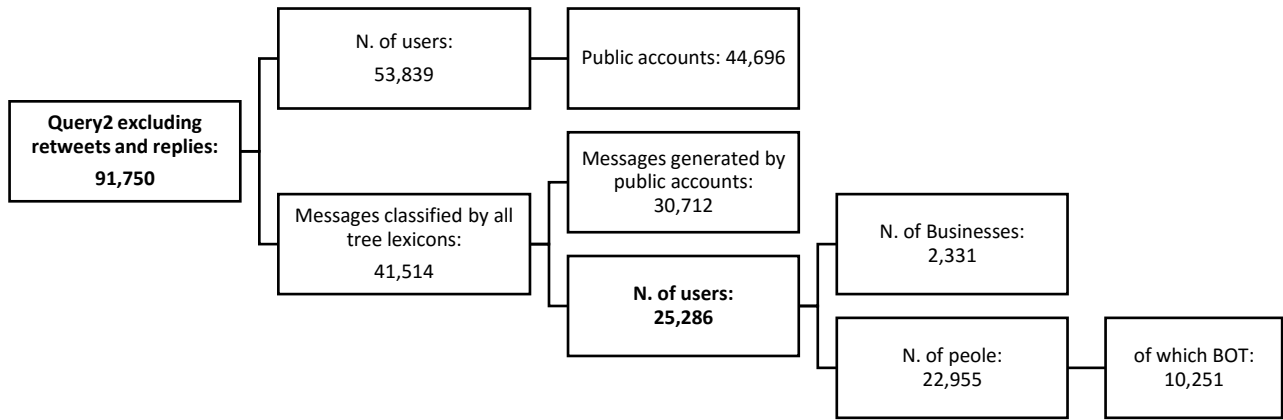 N. of users:
53,839
Public accounts: 44,696
Query2 excluding
retweets and replies:
91,750
Messages generated by
public accounts:
30,712
Messages classified by all
tree lexicons:
41,514
N. of Businesses:
2,331
N. of users:
25,286
N. of peole:
22,955
of which BOT:
10,251